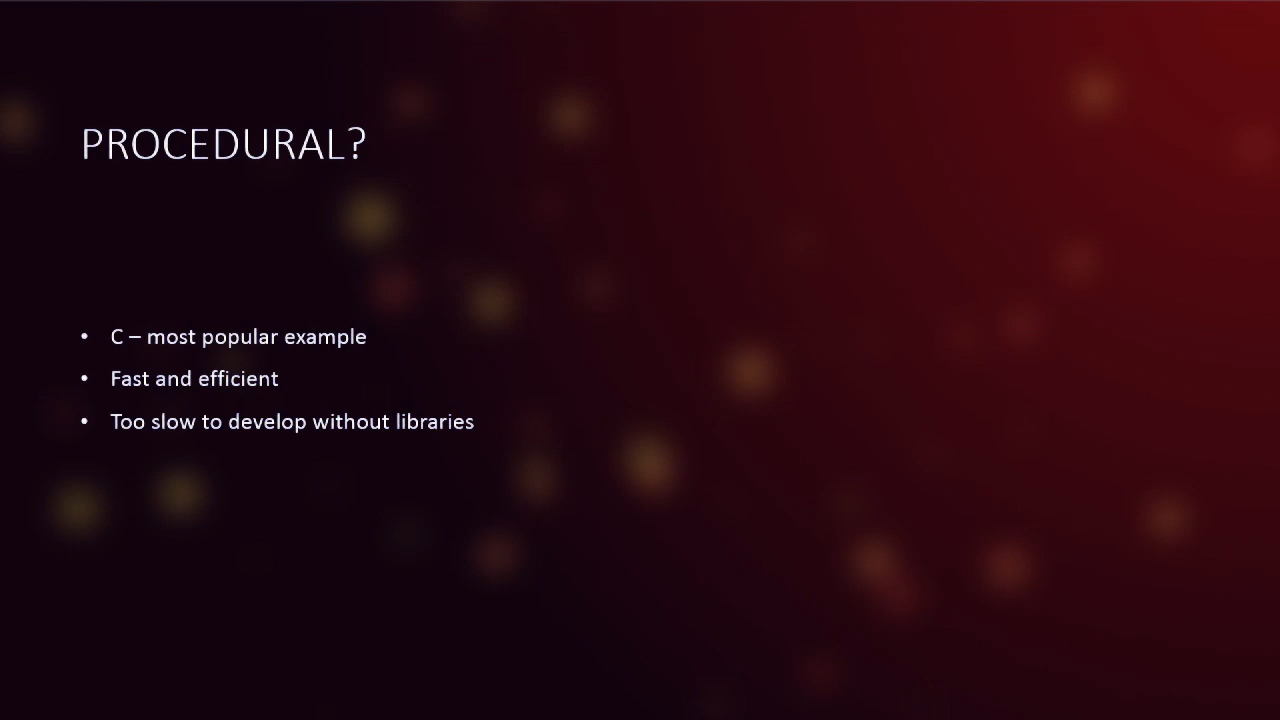 PROCEDURAL?
• C – most popular example
• Fast and efficient
• Too slow to develop without libraries